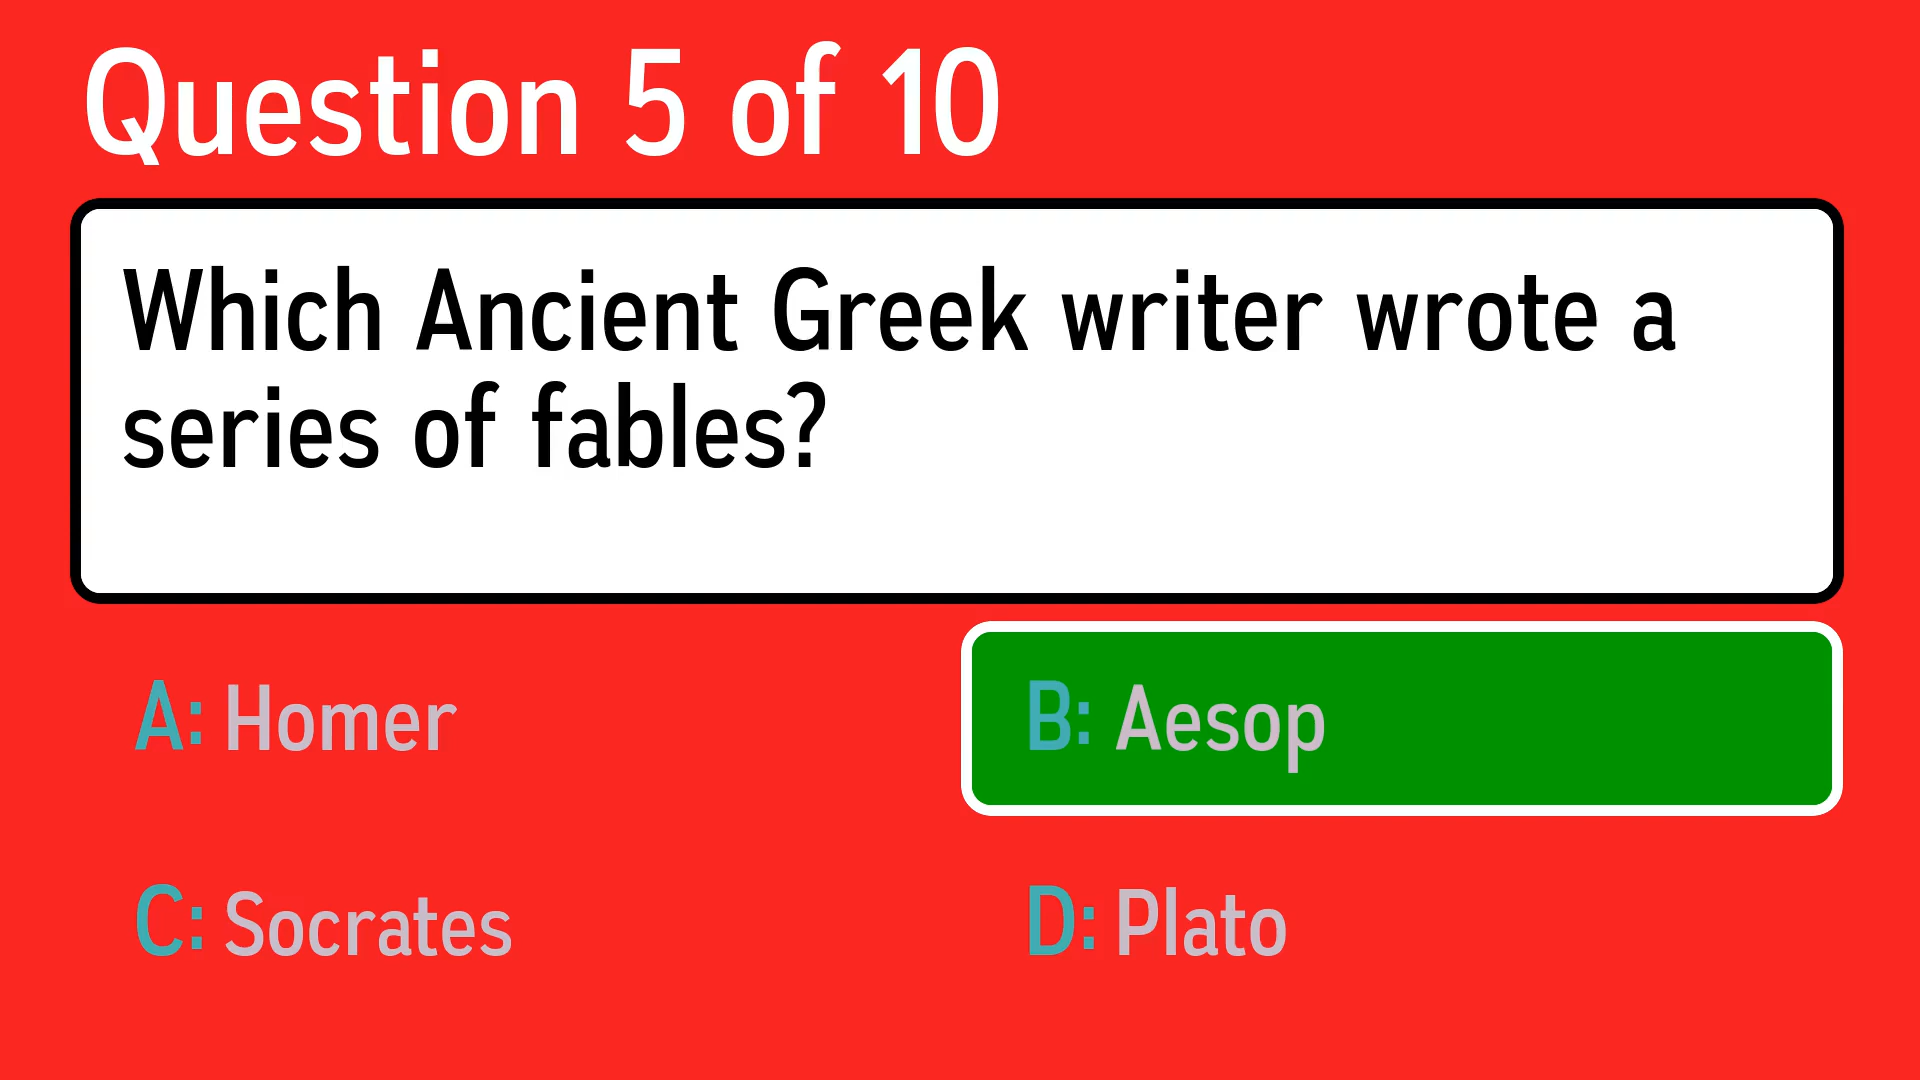 Question 5 of 10
Which Ancient Greek writer wrote a
series of fables?
A: Homer
B: Aesop
C: Socrates
D: Plato